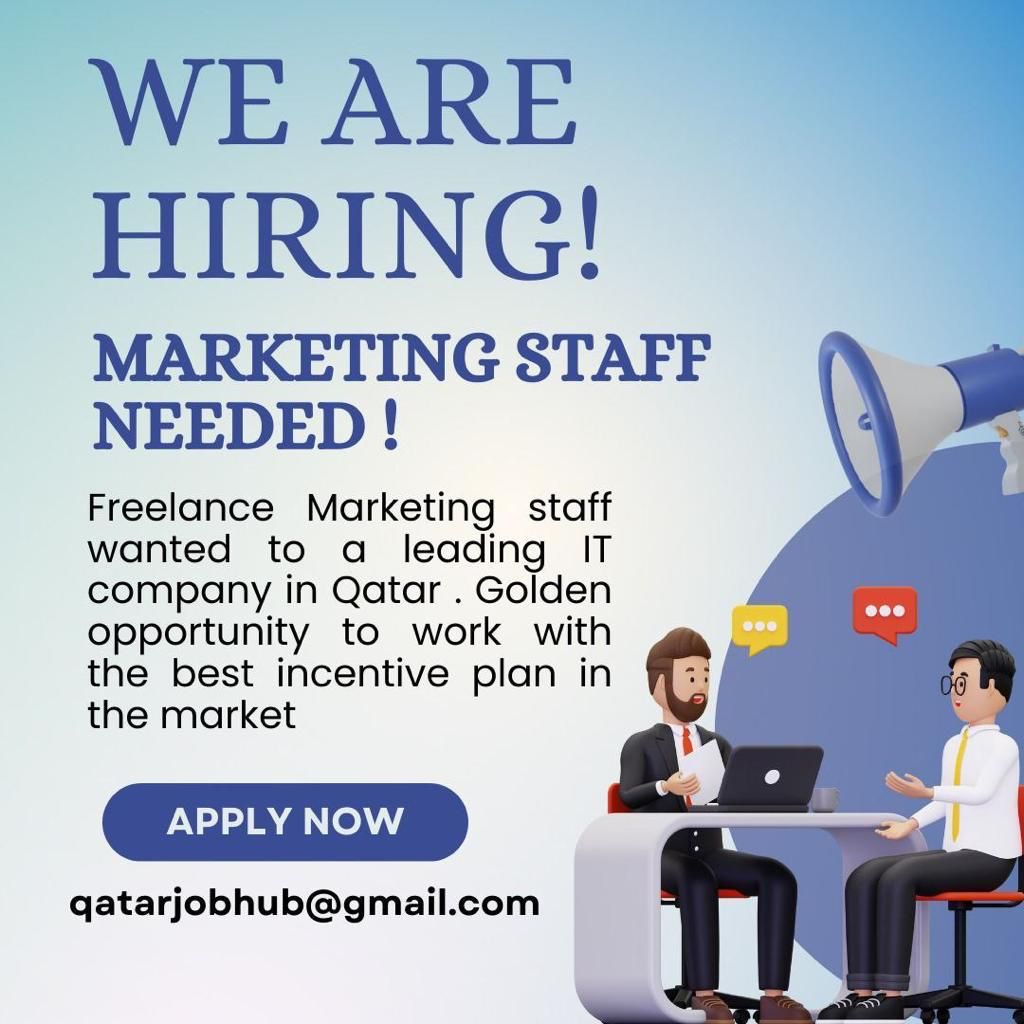 WE ARE
HIRING!
MARKETING STAFF
NEEDED !
Freelance Marketing staff
wanted to a leading IT
company in Qatar . Golden
opportunity to work with
the best incentive plan in
the market
APPLY NOW
qatarjobhub@gmail.com